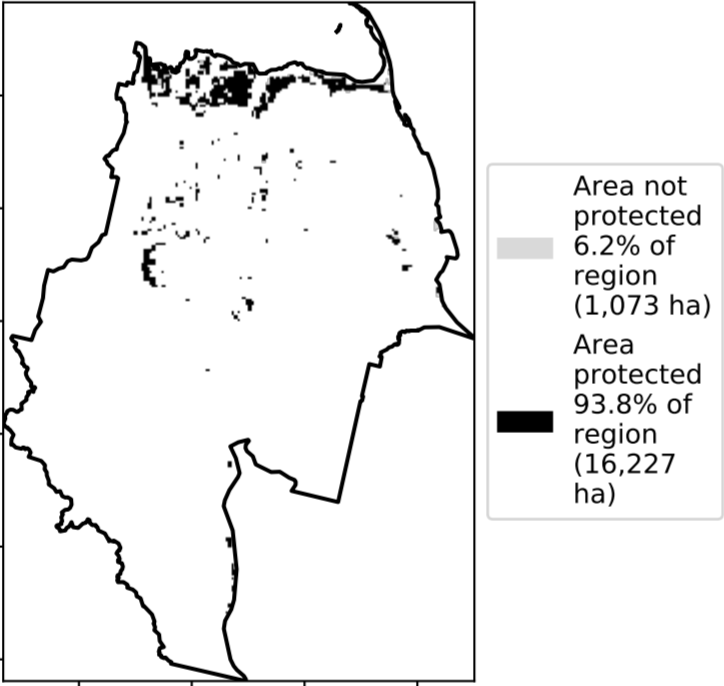 Area not
protected
6.2% of
region
(1,073 ha)
Area
protected
93.8% of
region
(16,227
ha)